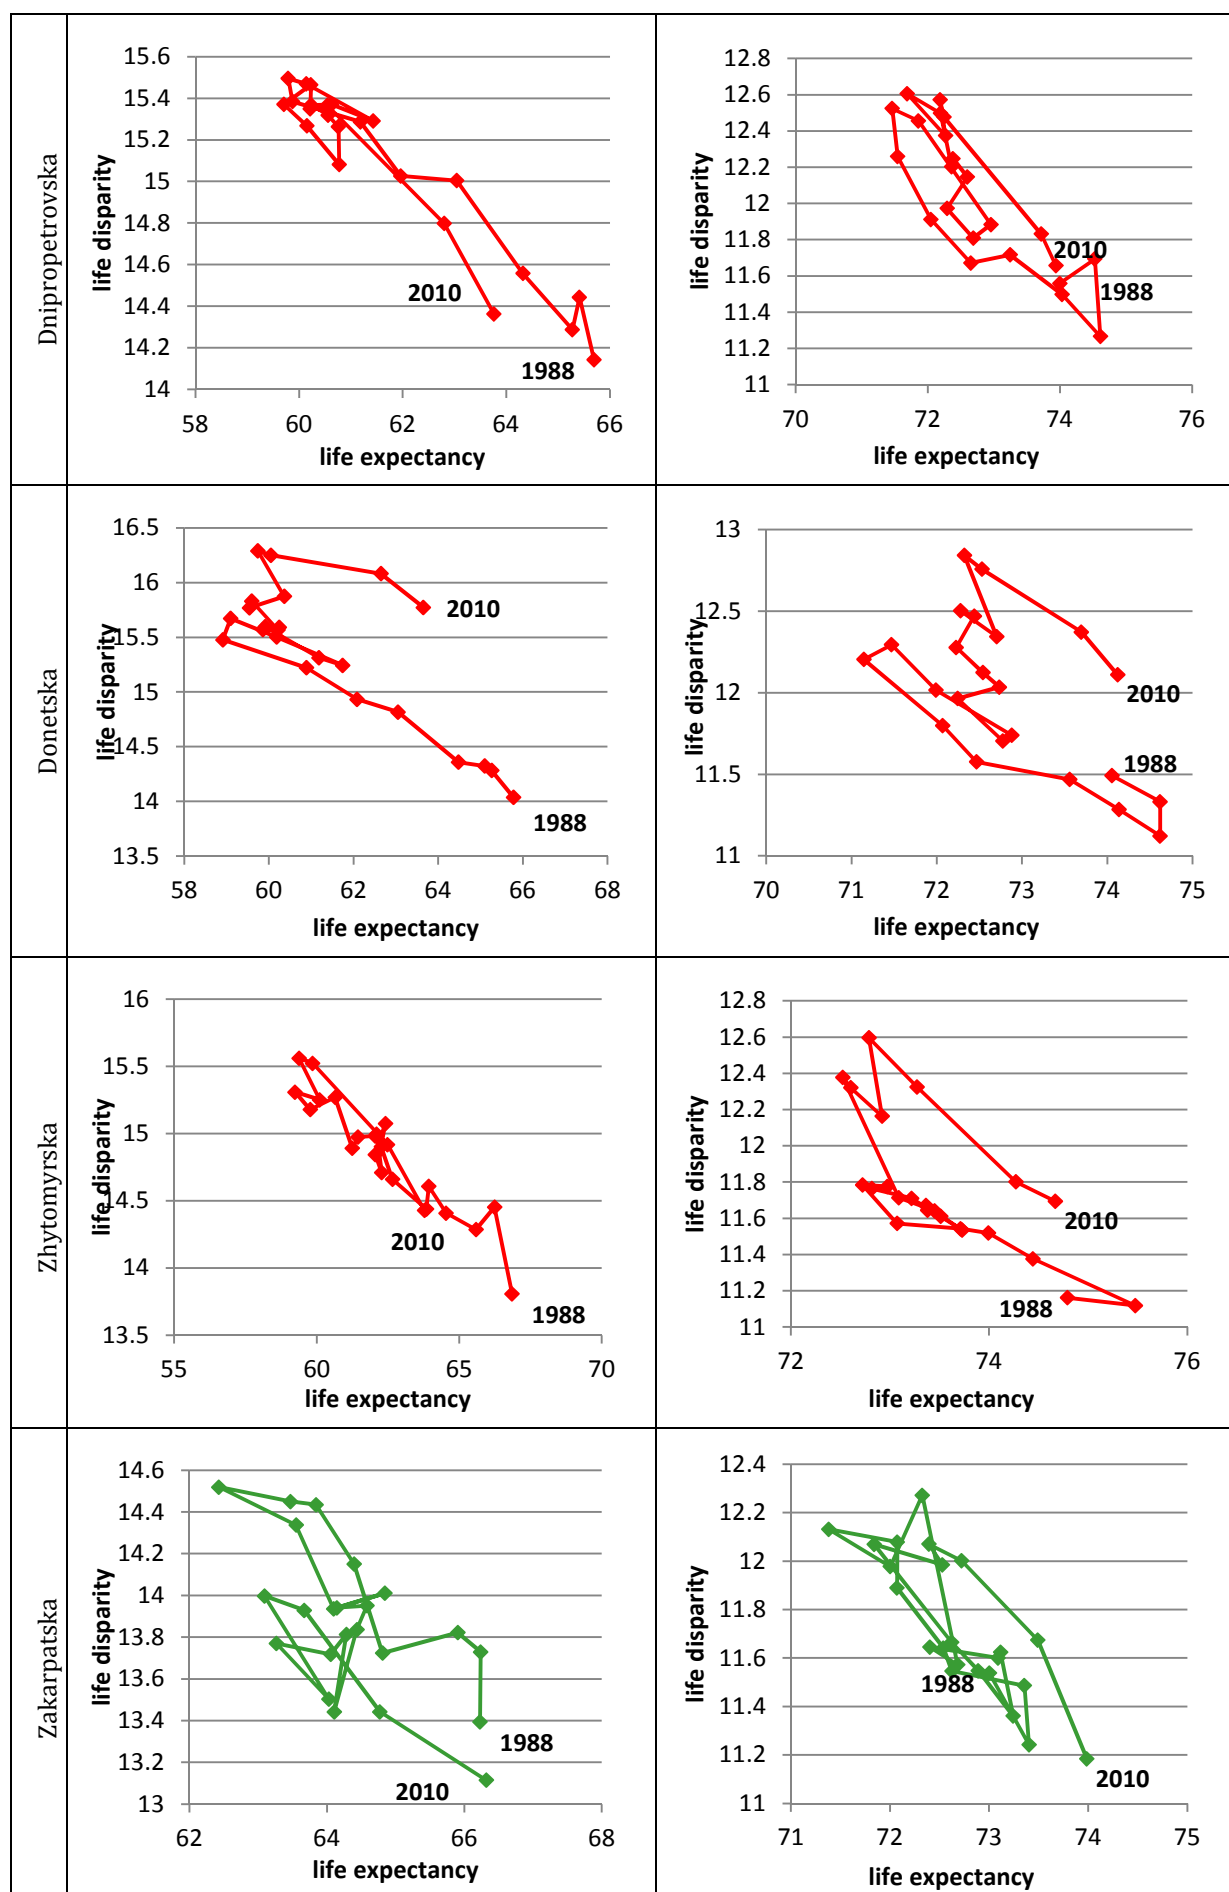 Dnipropetrovska
life disparity
15.6
15.4
15.2
15
14.8
14.6
14.4
14.2
14
2010
1988
58 60 62 64 66
life expectancy
life disparity
12.8
12.6
12.4
12.2
12
11.8
11.6
11.4
11.2
11
2010
1988
70 72 74 76
life expectancy
Donetska
life disparity
16.5
16
15.5
15
14.5
14
13.5
2010
1988
58 60 62 64 66 68
life expectancy
life disparity
13
12.5
12
11.5
11
2010
1988
70 71 72 73 74 75
life expectancy
Zhytomyrska
life disparity
16
15.5
15
14.5
14
13.5
2010
1988
55 60 65 70
life expectancy
life disparity
12.8
12.6
12.4
12.2
12
11.8
11.6
11.4
11.2
11
2010
1988
72 74 76
life expectancy
Zakarpatska
life disparity
14.6
14.4
14.2
14
13.8
13.6
13.4
13.2
13
1988
2010
62 64 66 68
life expectancy
life disparity
12.4
12.2
12
11.8
11.6
11.4
11.2
11
1988
2010
71 72 73 74 75
life expectancy